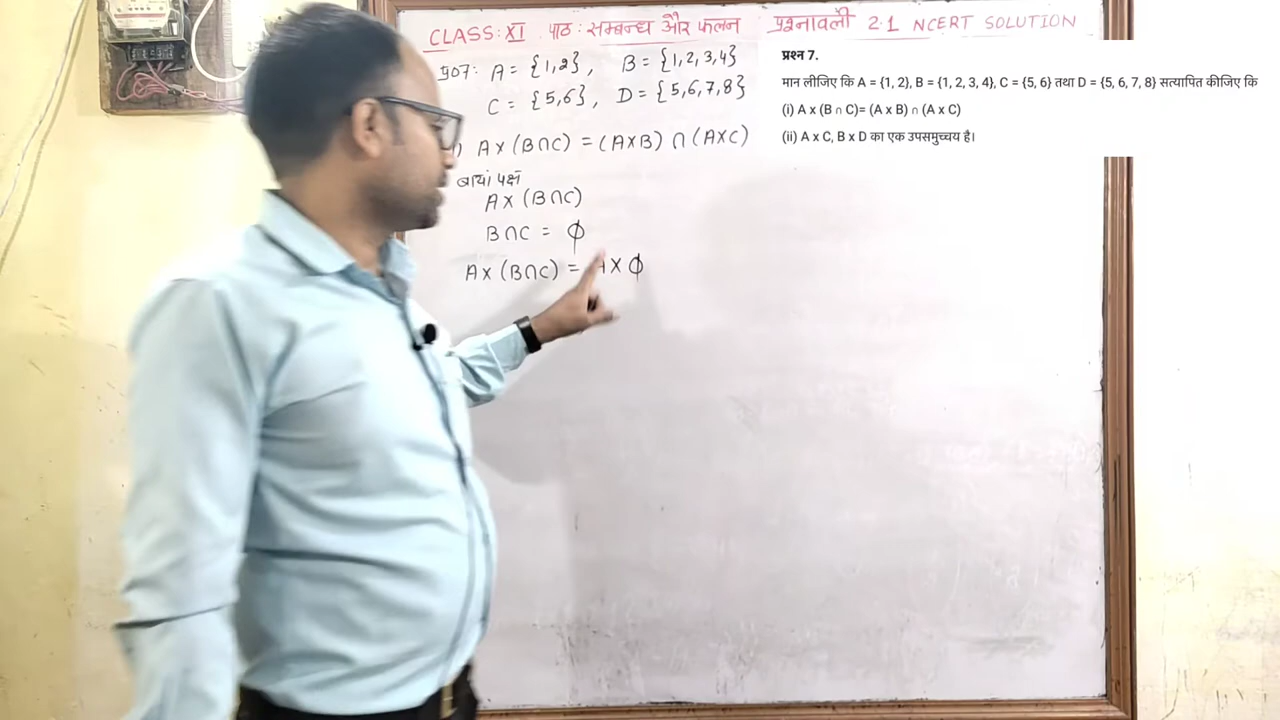 CLASS: XI पाठ: सम्बन्ध और फलन प्रश्नावली 2.1 NCERT SOLUTION
प्र07: A = {1,2}, B = {1,2,3,4}
C = {5,6}, D = {5,6,7,8}
) A × (B∩C) = (A×B) ∩ (A×C)
बायां पक्ष
A × (B∩C)
B∩C = ϕ
A × (B∩C) = A × ϕ
प्रश्न 7.
मान लीजिए कि A = {1, 2}, B = {1, 2, 3, 4}, C = {5, 6} तथा D = {5, 6, 7, 8} सत्यापित कीजिए कि
(i) A x (B ∩ C)= (A x B) ∩ (A x C)
(ii) A x C, B x D का एक उपसमुच्चय है।